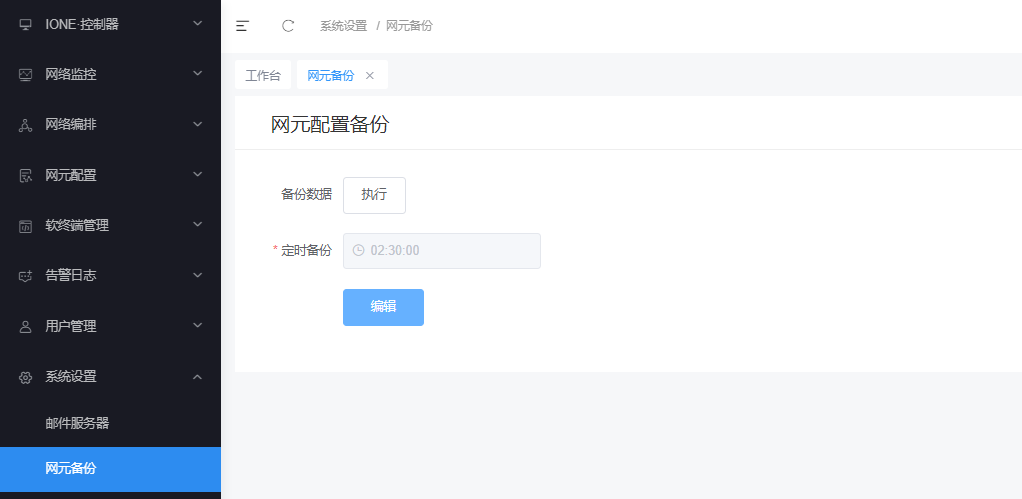 IONE·控制器
网络监控
网络编排
网元配置
软终端管理
告警日志
用户管理
系统设置
邮件服务器
网元备份
系统设置 / 网元备份
工作台 网元备份 ×
网元配置备份
备份数据 执行
* 定时备份 02:30:00
编辑